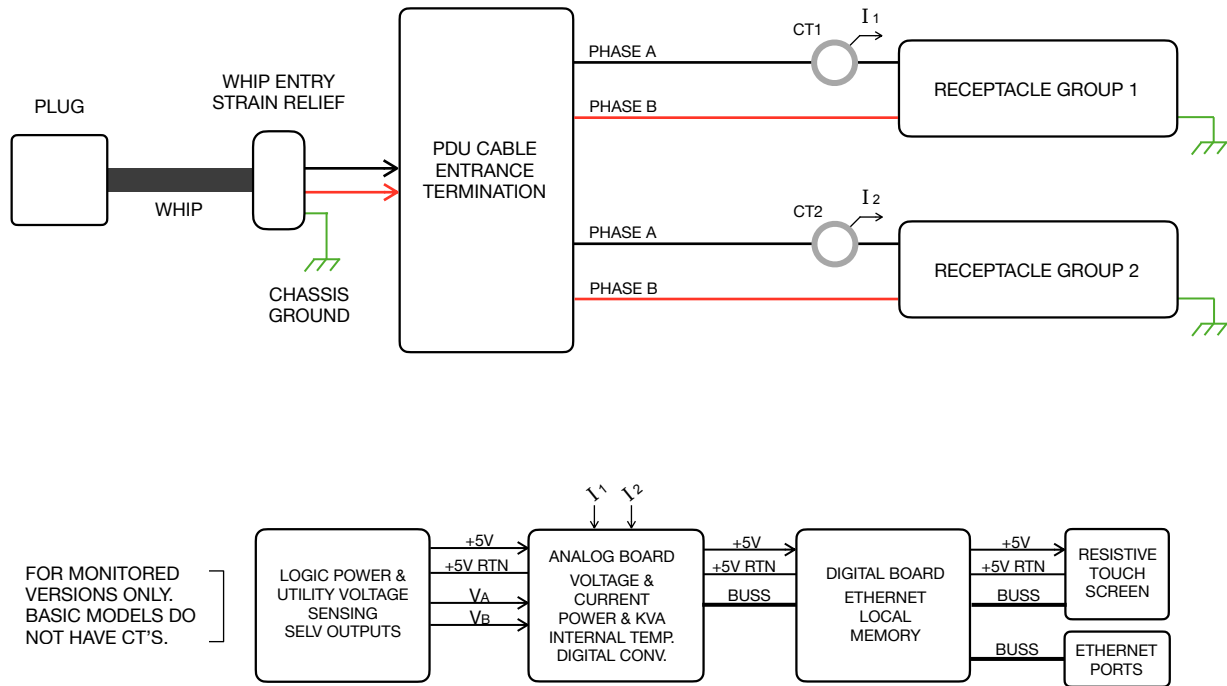 PLUG
WHIP
WHIP ENTRY
STRAIN RELIEF
CHASSIS
GROUND
PDU CABLE
ENTRANCE
TERMINATION
PHASE A
CT1
I1
PHASE B
RECEPTACLE GROUP 1
PHASE A
CT2
I2
PHASE B
RECEPTACLE GROUP 2
FOR MONITORED
VERSIONS ONLY.
BASIC MODELS DO
NOT HAVE CT'S.
LOGIC POWER &
UTILITY VOLTAGE
SENSING
SELV OUTPUTS
+5V
+5V RTN
VA
VB
I1
I2
ANALOG BOARD
VOLTAGE &
CURRENT
POWER & KVA
INTERNAL TEMP.
DIGITAL CONV.
+5V
+5V RTN
BUSS
DIGITAL BOARD
ETHERNET
LOCAL
MEMORY
+5V
+5V RTN
BUSS
BUSS
RESISTIVE
TOUCH
SCREEN
ETHERNET
PORTS